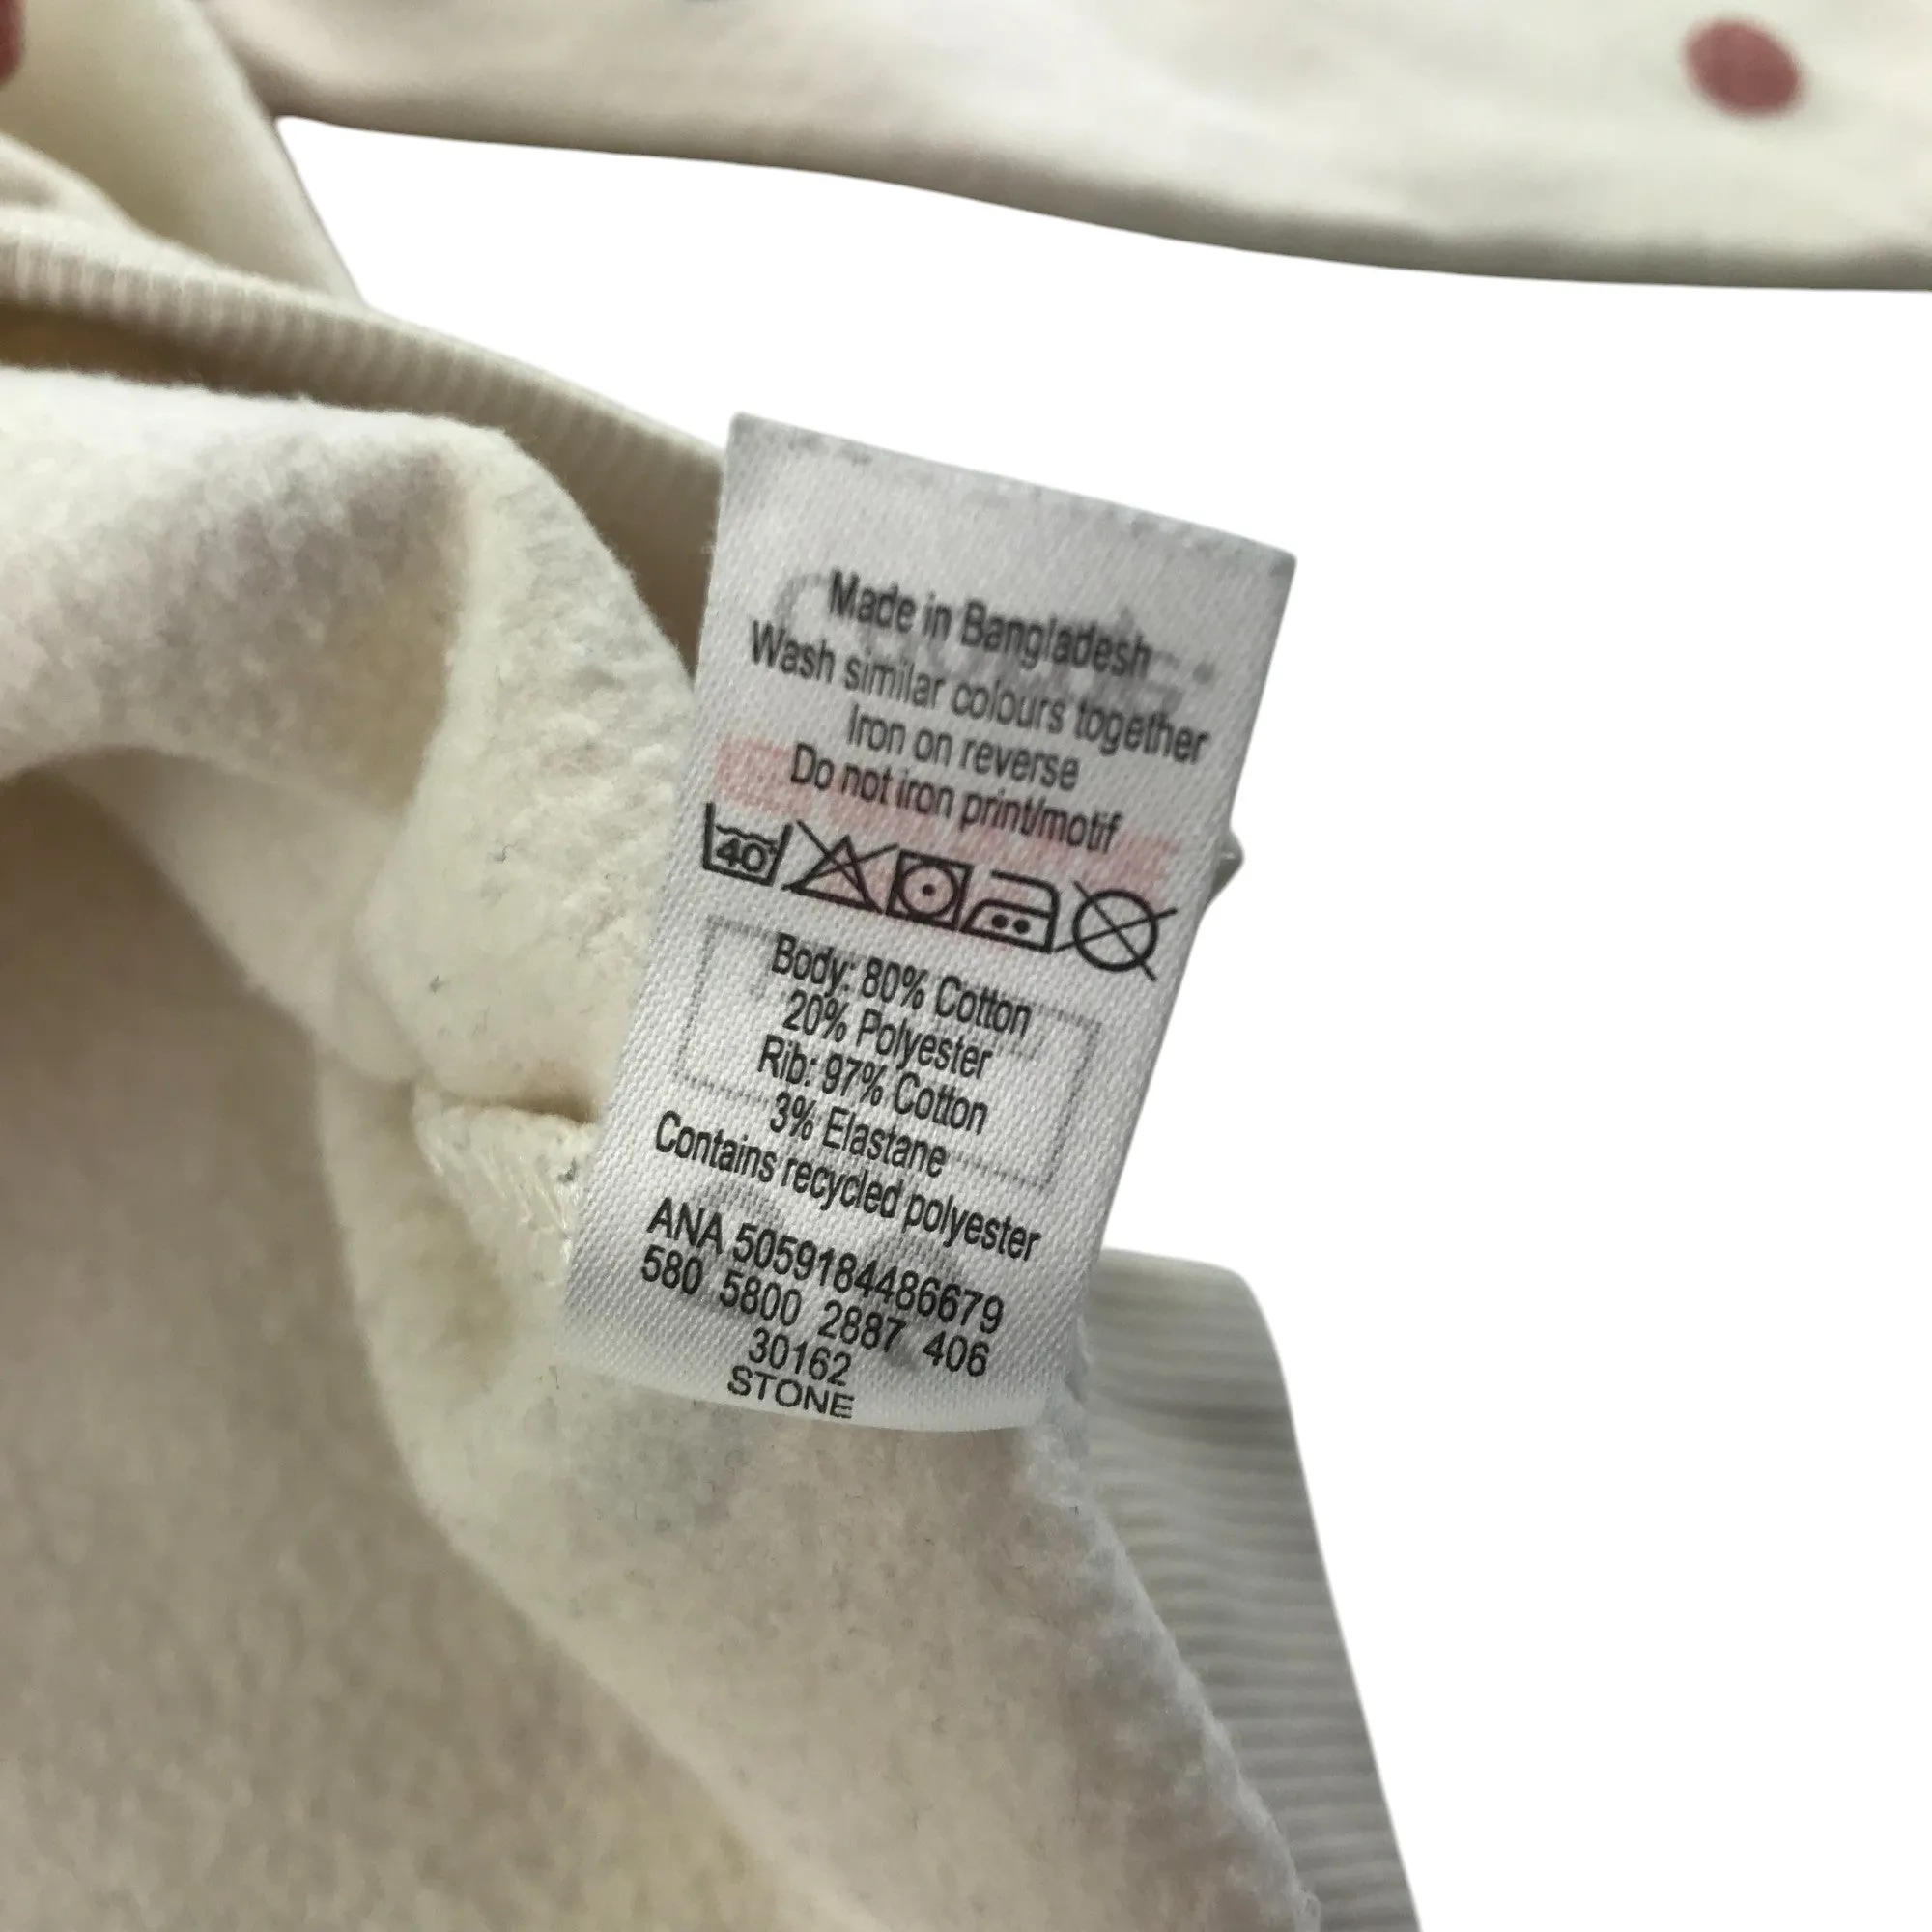 Made in Bangladesh
Wash similar colours together
Iron on reverse
Do not iron print/motif
40
Body: 80% Cotton
20% Polyester
Rib: 97% Cotton
3% Elastane
Contains recycled polyester
ANA 5059184486679
580 5800 2887 406
30162
STONE